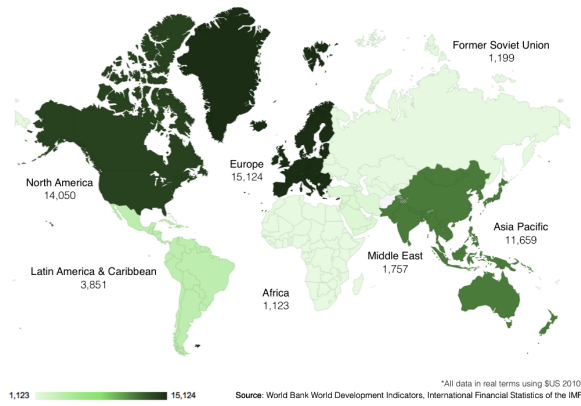 Former Soviet Union
1,199
Europe
15,124
North America
14,050
Asia Pacific
11,659
Middle East
1,757
Latin America & Caribbean
3,851
Africa
1,123
*All data in real terms using $US 2010
1,123 15,124
Source: World Bank World Development Indicators, International Financial Statistics of the IMF